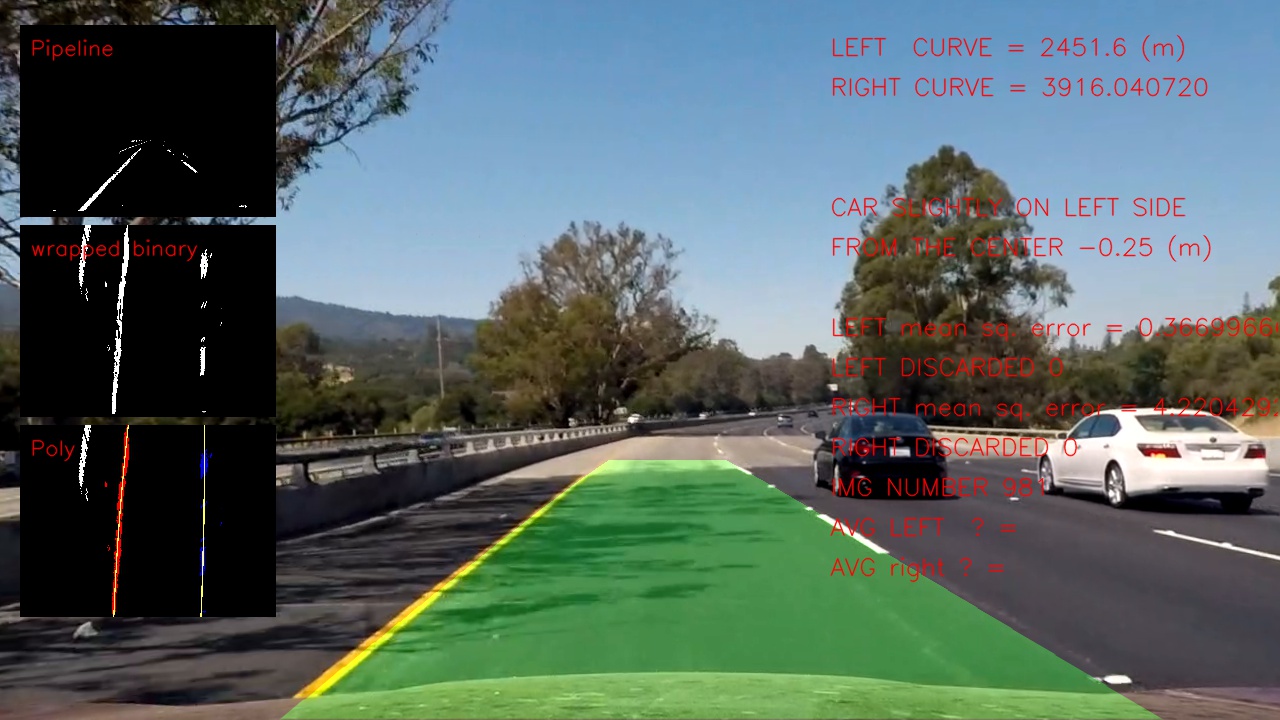 Pipeline
wrapped binary
Poly
LEFT CURVE = 2451.6 (m)
RIGHT CURVE = 3916.040720
CAR SLIGHTLY ON LEFT SIDE
FROM THE CENTER -0.25 (m)
LEFT mean sq. error = 0.3669966
LEFT DISCARDED 0
RIGHT mean sq. error = 4.2204297
RIGHT DISCARDED 0
IMG NUMBER 981
AVG LEFT ? =
AVG right ? =